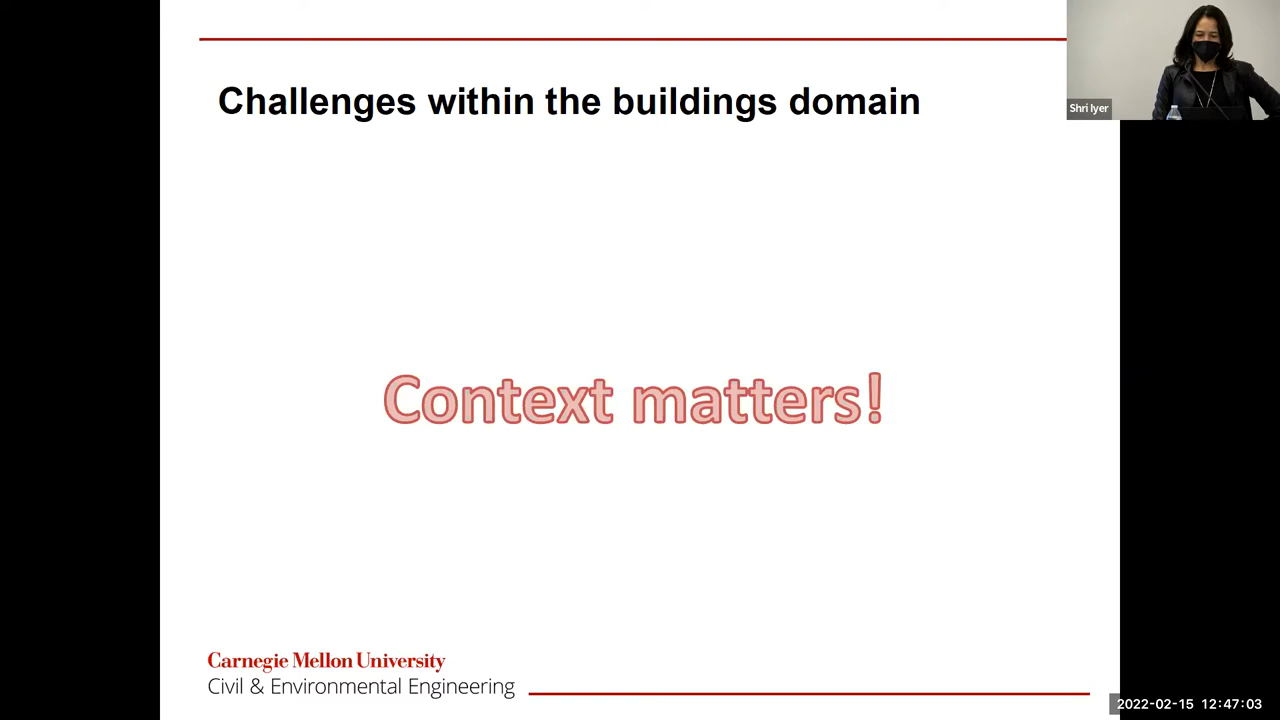 Challenges within the buildings domain
Shri Iyer
Context matters!
Carnegie Mellon University
Civil & Environmental Engineering
2022-02-15 12:47:03